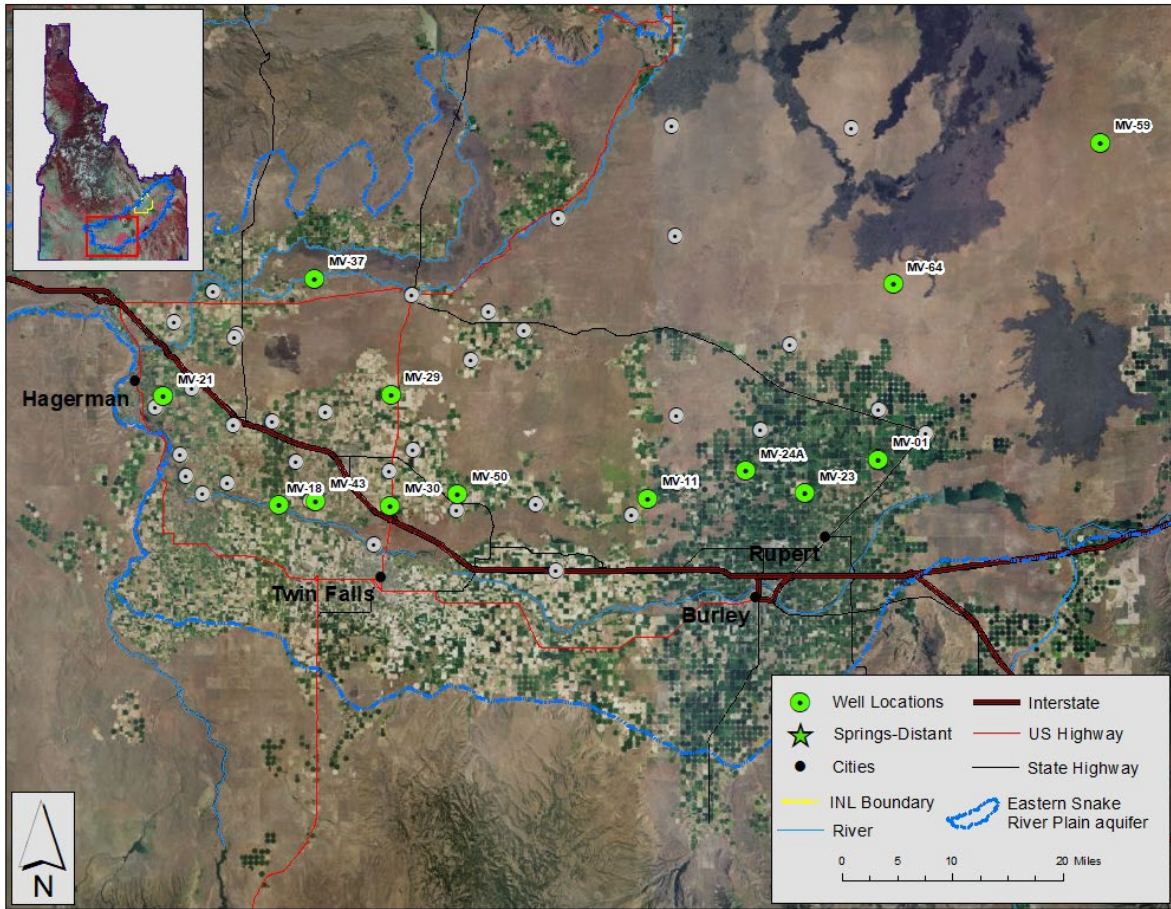 MV-59
MV-37
MV-64
MV-29
MV-21
Hagerman
MV-01
MV-24A
MV-23
MV-50
MV-11
MV-43
MV-18
MV-30
Rupert
Twin Falls
Burley
Well Locations
Interstate
Springs-Distant
US Highway
Cities
State Highway
INL Boundary
Eastern Snake
River Plain aquifer
River
0 5 10 20 Miles
N